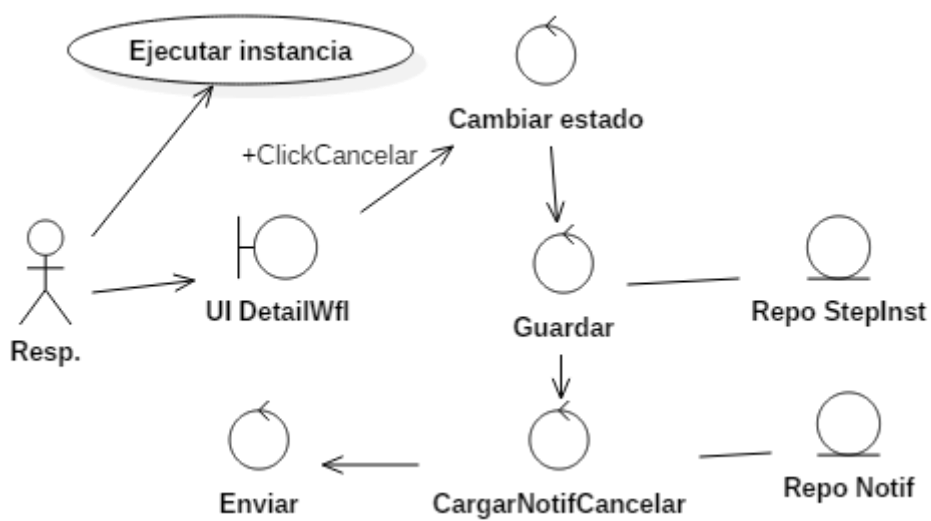 Ejecutar instancia
Cambiar estado
+ClickCancelar
UI DetailWfl
Repo StepInst
Guardar
Resp.
Repo Notif
Enviar
CargarNotifCancelar